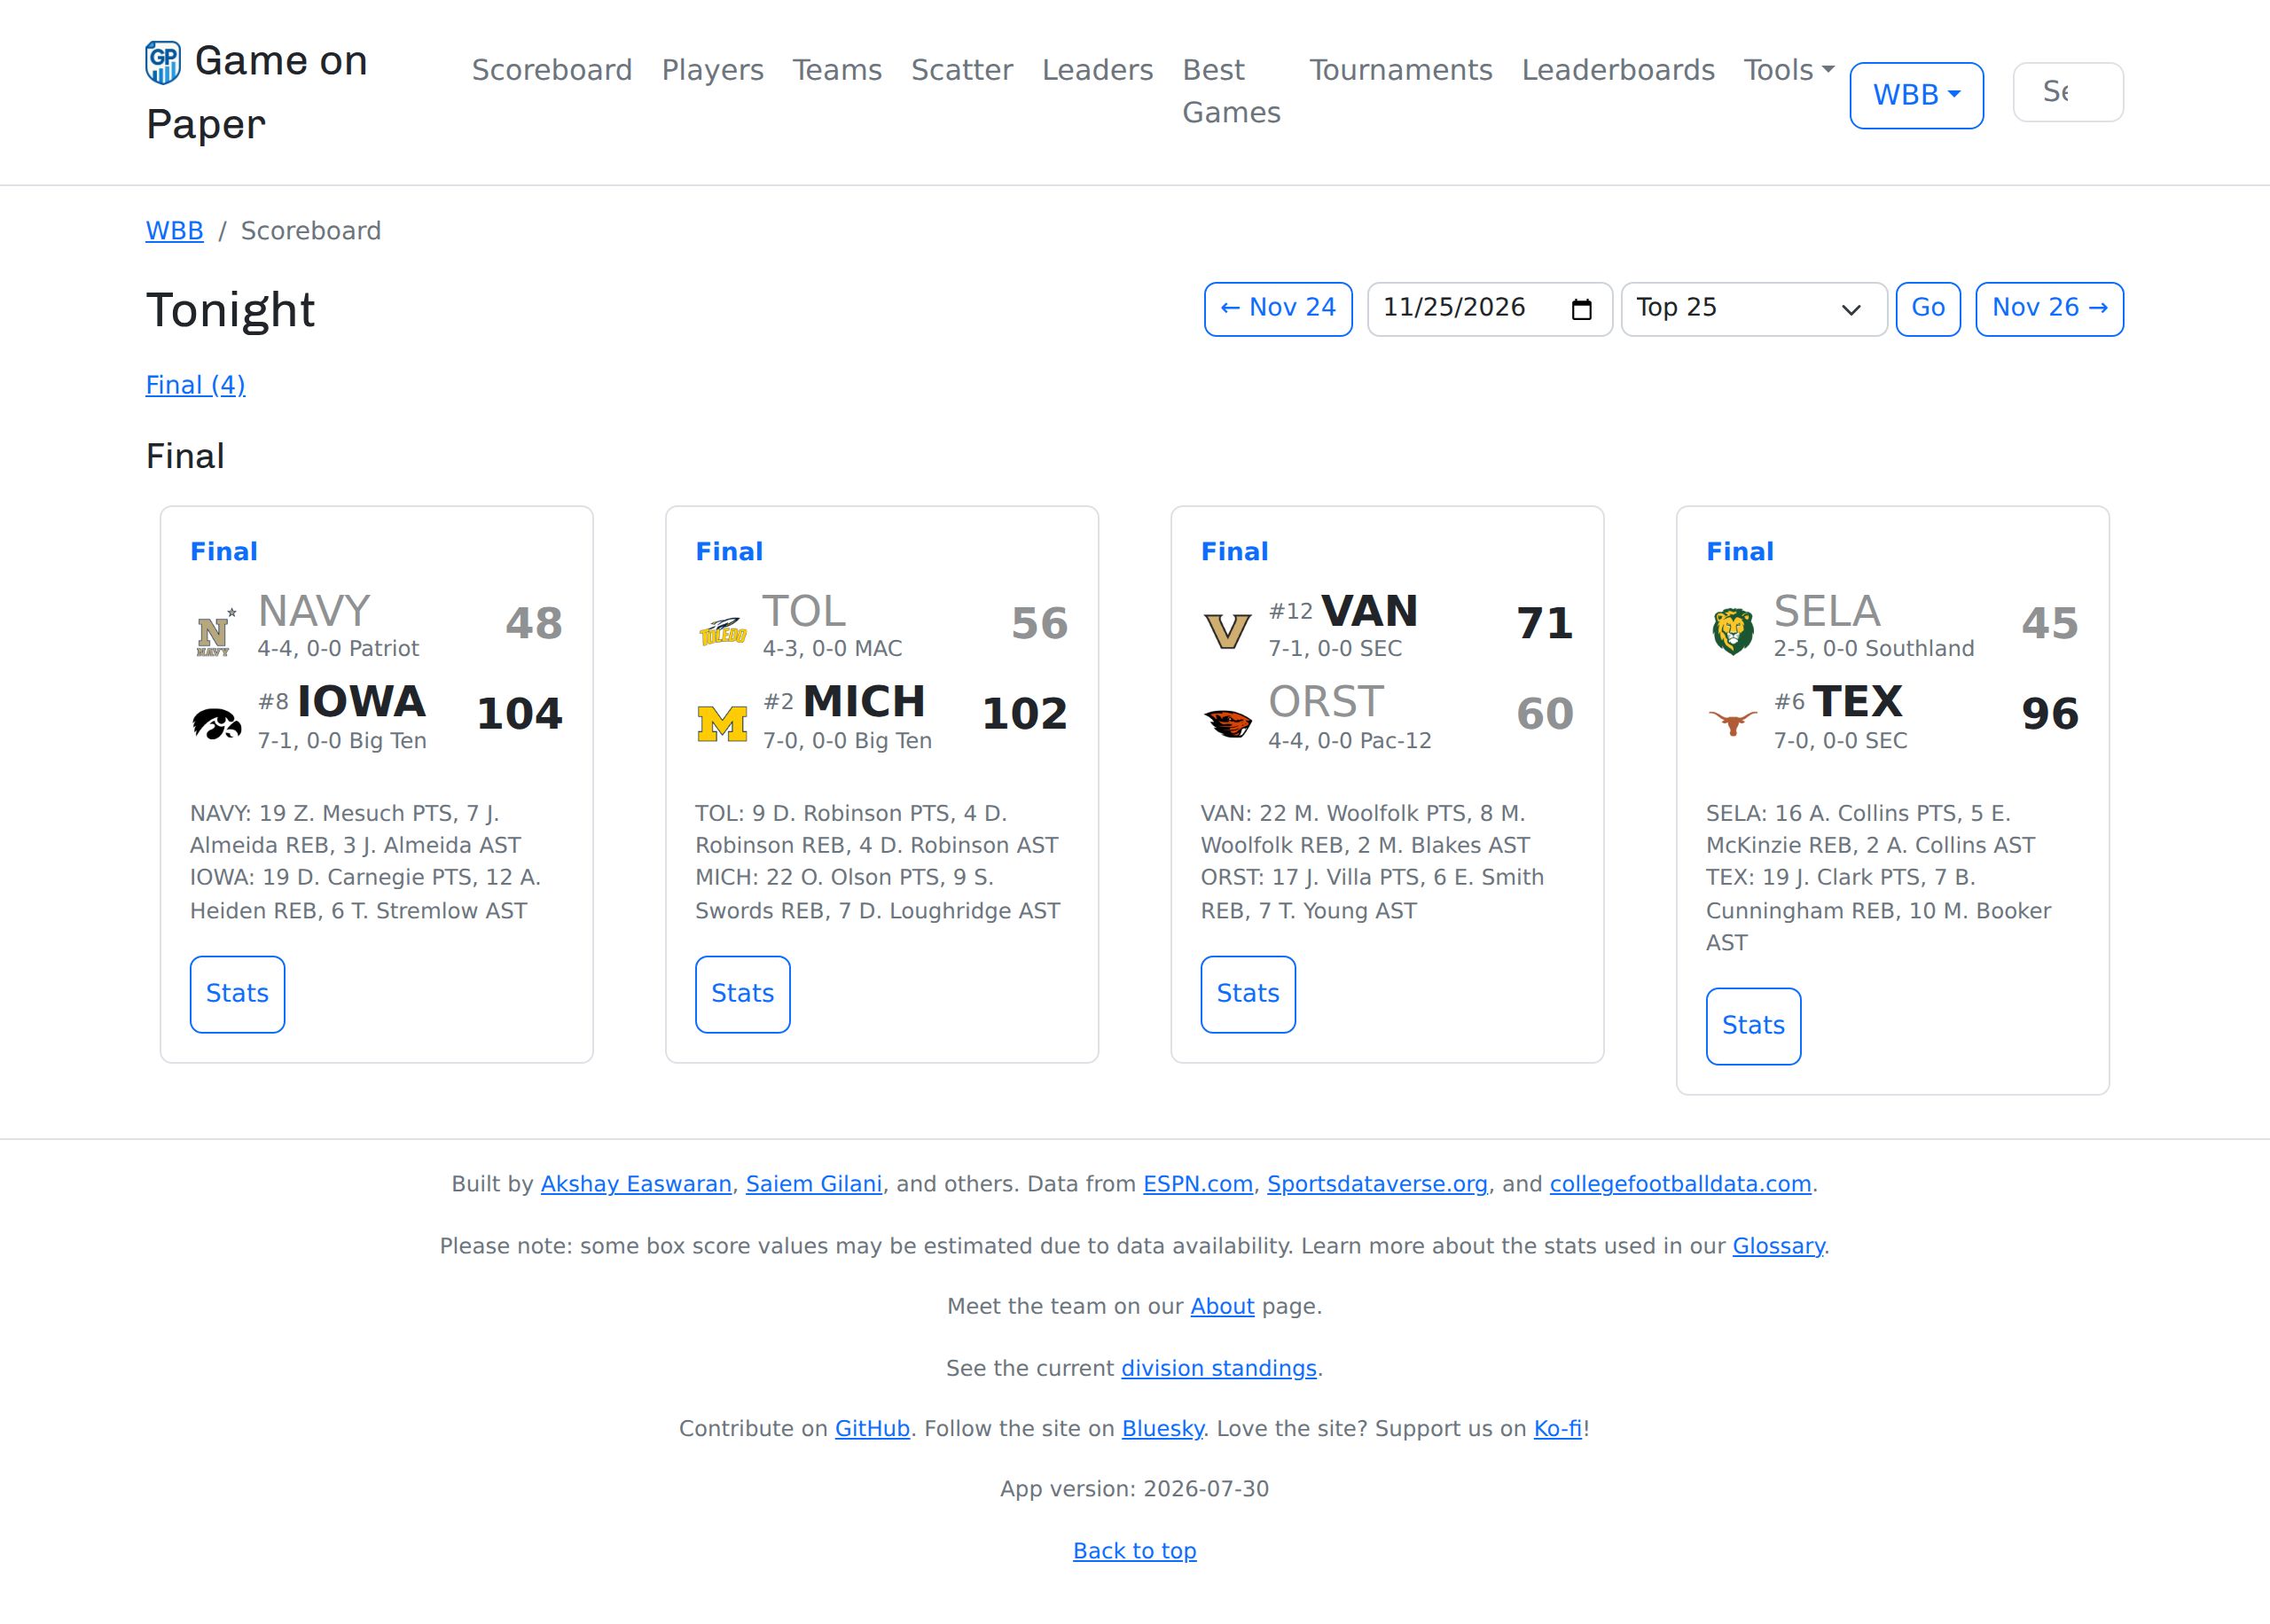 Game on
Paper
Scoreboard Players Teams Scatter Leaders Best Games Tournaments Leaderboards Tools
WBB
Se
WBB / Scoreboard
Tonight
← Nov 24
11/25/2025
Top 25
Go
Nov 26 →
Final (4)
Final
Final
NAVY 48
4-4, 0-0 Patriot
#8 IOWA 104
7-1, 0-0 Big Ten
NAVY: 19 Z. Mesuch PTS, 7 J.
Almeida REB, 3 J. Almeida AST
IOWA: 19 D. Carnegie PTS, 12 A.
Heiden REB, 6 T. Stremlow AST
Stats
Final
TOL 56
4-3, 0-0 MAC
#2 MICH 102
7-0, 0-0 Big Ten
TOL: 9 D. Robinson PTS, 4 D.
Robinson REB, 4 D. Robinson AST
MICH: 22 O. Olson PTS, 9 S.
Swords REB, 7 D. Loughridge AST
Stats
Final
#12 VAN 71
7-1, 0-0 SEC
ORST 60
4-4, 0-0 Pac-12
VAN: 22 M. Woolfolk PTS, 8 M.
Woolfolk REB, 2 M. Blakes AST
ORST: 17 J. Villa PTS, 6 E. Smith
REB, 7 T. Young AST
Stats
Final
SELA 45
2-5, 0-0 Southland
#6 TEX 96
7-0, 0-0 SEC
SELA: 16 A. Collins PTS, 5 E.
McKinzie REB, 2 A. Collins AST
TEX: 19 J. Clark PTS, 7 B.
Cunningham REB, 10 M. Booker
AST
Stats
Built by Akshay Easwaran, Saiem Gilani, and others. Data from ESPN.com, Sportsdataverse.org, and collegefootballdata.com.
Please note: some box score values may be estimated due to data availability. Learn more about the stats used in our Glossary.
Meet the team on our About page.
See the current division standings.
Contribute on GitHub. Follow the site on Bluesky. Love the site? Support us on Ko-fi!
App version: 2026-07-30
Back to top